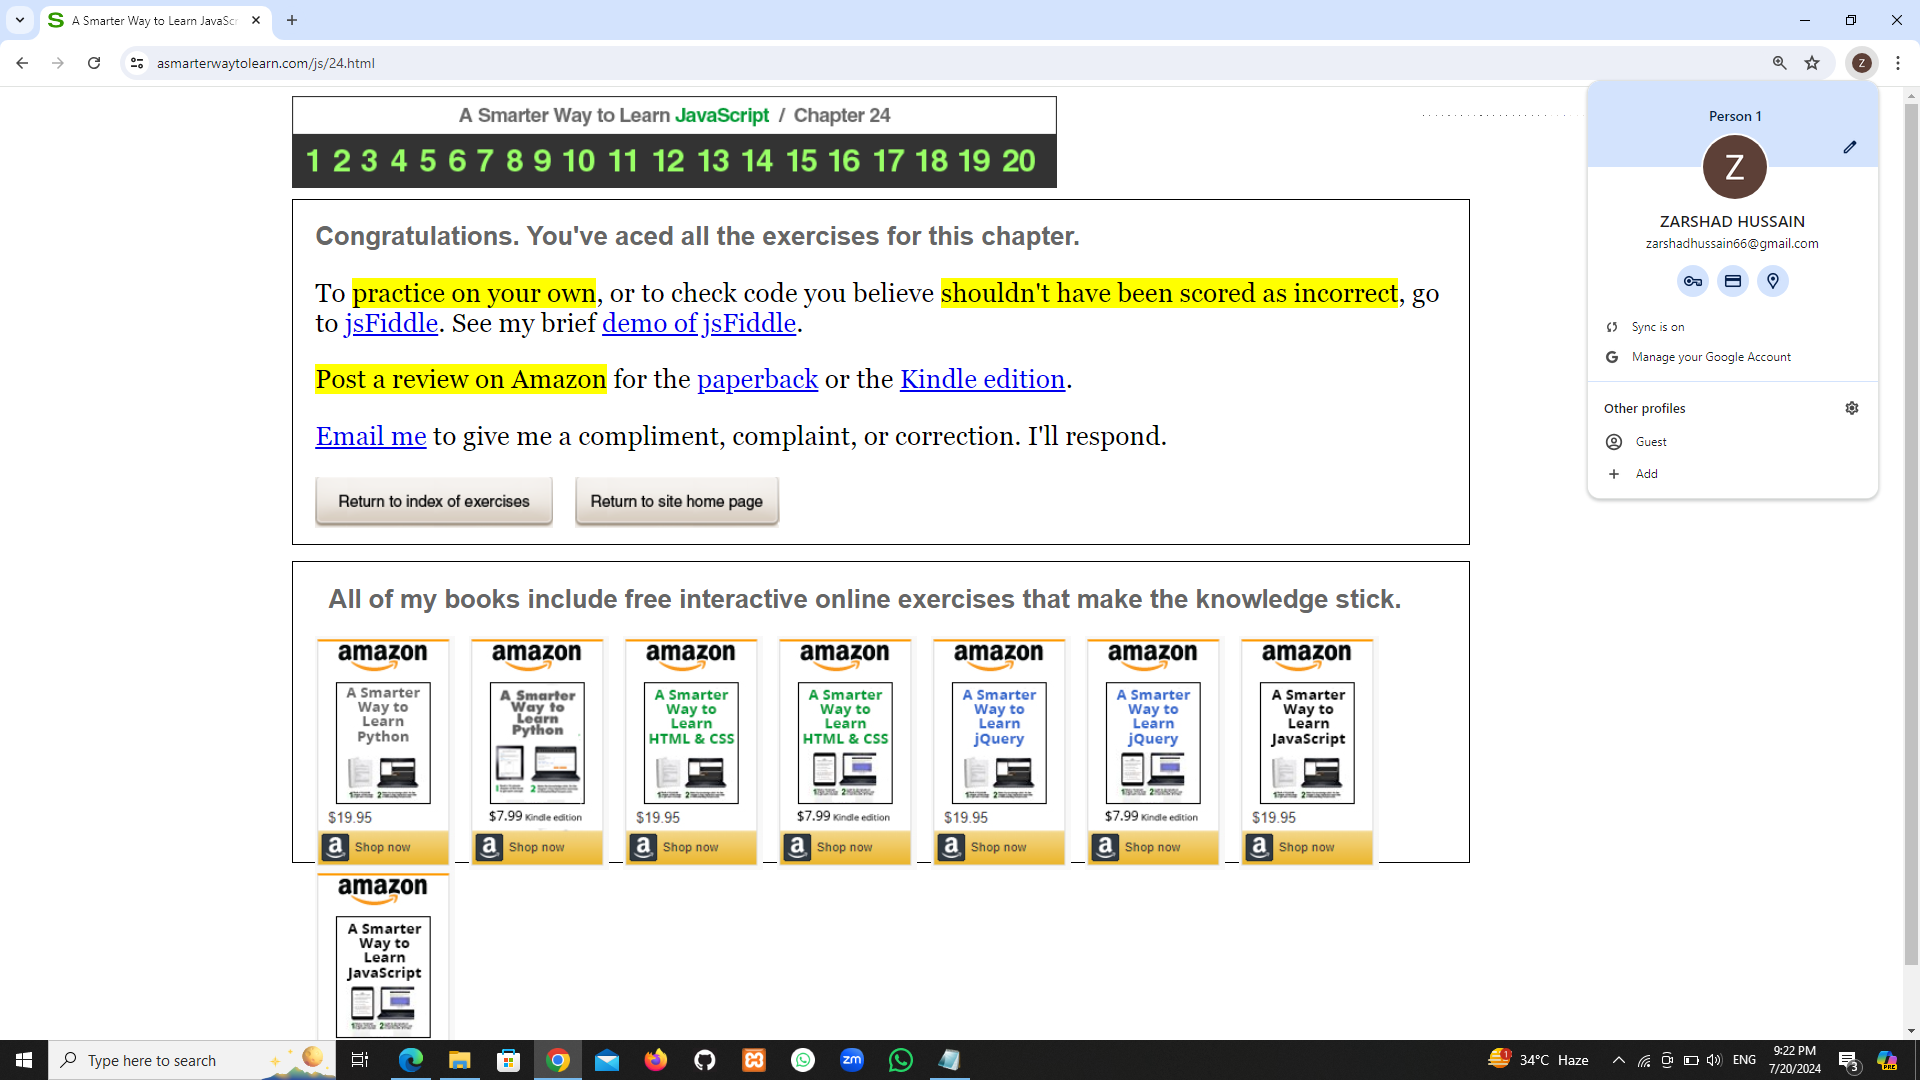 A Smarter Way to Learn JavaScr
asmarterwaytolearn.com/js/24.html
A Smarter Way to Learn JavaScript / Chapter 24
1 2 3 4 5 6 7 8 9 10 11 12 13 14 15 16 17 18 19 20
Congratulations. You've aced all the exercises for this chapter.
To practice on your own, or to check code you believe shouldn't have been scored as incorrect, go
to jsFiddle. See my brief demo of jsFiddle.
Post a review on Amazon for the paperback or the Kindle edition.
Email me to give me a compliment, complaint, or correction. I'll respond.
Return to index of exercises
Return to site home page
Person 1
Z
Z
ZARSHAD HUSSAIN
zarshadhussain66@gmail.com
Sync is on
Manage your Google Account
Other profiles
Guest
Add
All of my books include free interactive online exercises that make the knowledge stick.
amazon
A Smarter
Way to
Learn
Python
$19.95
Shop now
amazon
A Smarter
Way to
Learn
Python
$7.99 Kindle edition
Shop now
amazon
A Smarter
Way to
Learn
HTML & CSS
$19.95
Shop now
amazon
A Smarter
Way to
Learn
HTML & CSS
$7.99 Kindle edition
Shop now
amazon
A Smarter
Way to
Learn
jQuery
$19.95
Shop now
amazon
A Smarter
Way to
Learn
jQuery
$7.99 Kindle edition
Shop now
amazon
A Smarter
Way to
Learn
JavaScript
$19.95
Shop now
amazon
A Smarter
Way to
Learn
JavaScript
Type here to search
zm
34°C Haze
ENG
9:22 PM
7/20/2024
3